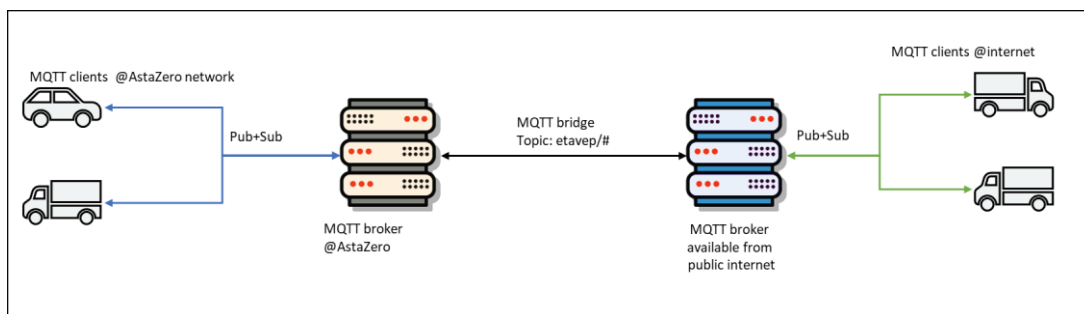 MQTT clients @AstaZero network
Pub+Sub
MQTT broker
@AstaZero
MQTT bridge
Topic: etavep/#
MQTT broker
available from
public internet
Pub+Sub
MQTT clients @internet